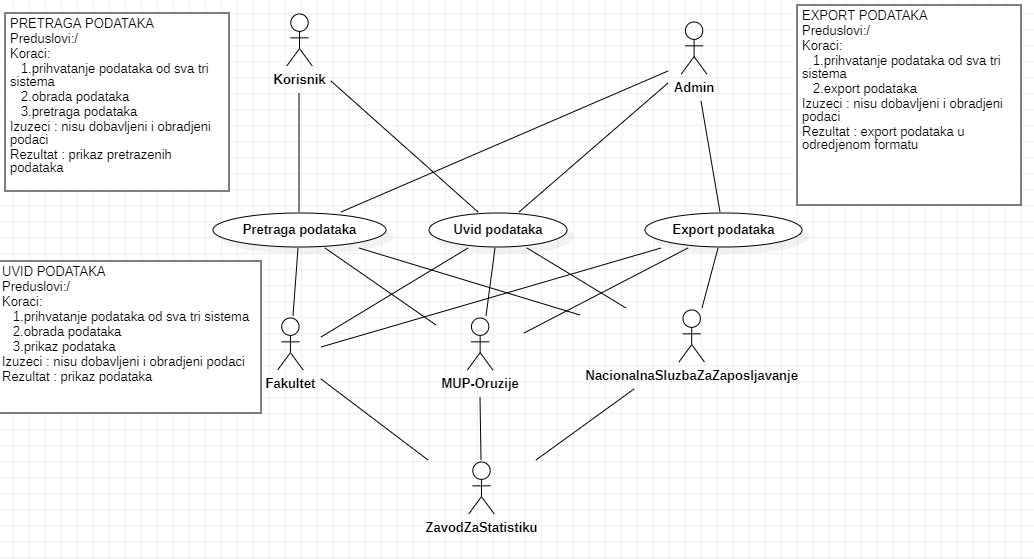 PRETRAGA PODATAKA
Preduslovi:/
Koraci:
1.prihvatanje podataka od sva tri
sistema
2.obrada podataka
3.pretraga podataka
Izuzeci : nisu dobavljeni i obradjeni
podaci
Rezultat : prikaz pretrazenih
podataka
Korisnik
Admin
EXPORT PODATAKA
Preduslovi:/
Koraci:
1.prihvatanje podataka od sva tri
sistema
2.export podataka
Izuzeci : nisu dobavljeni i obradjeni
podaci
Rezultat : export podataka u
odredjenom formatu
Pretraga podataka
Uvid podataka
Export podataka
UVID PODATAKA
Preduslovi:/
Koraci:
1.prihvatanje podataka od sva tri sistema
2.obrada podataka
3.prikaz podataka
Izuzeci : nisu dobavljeni i obradjeni podaci
Rezultat : prikaz podataka
Fakultet
MUP-Oruzije
NacionalnaSluzbaZaZaposljavanje
ZavodZaStatistiku